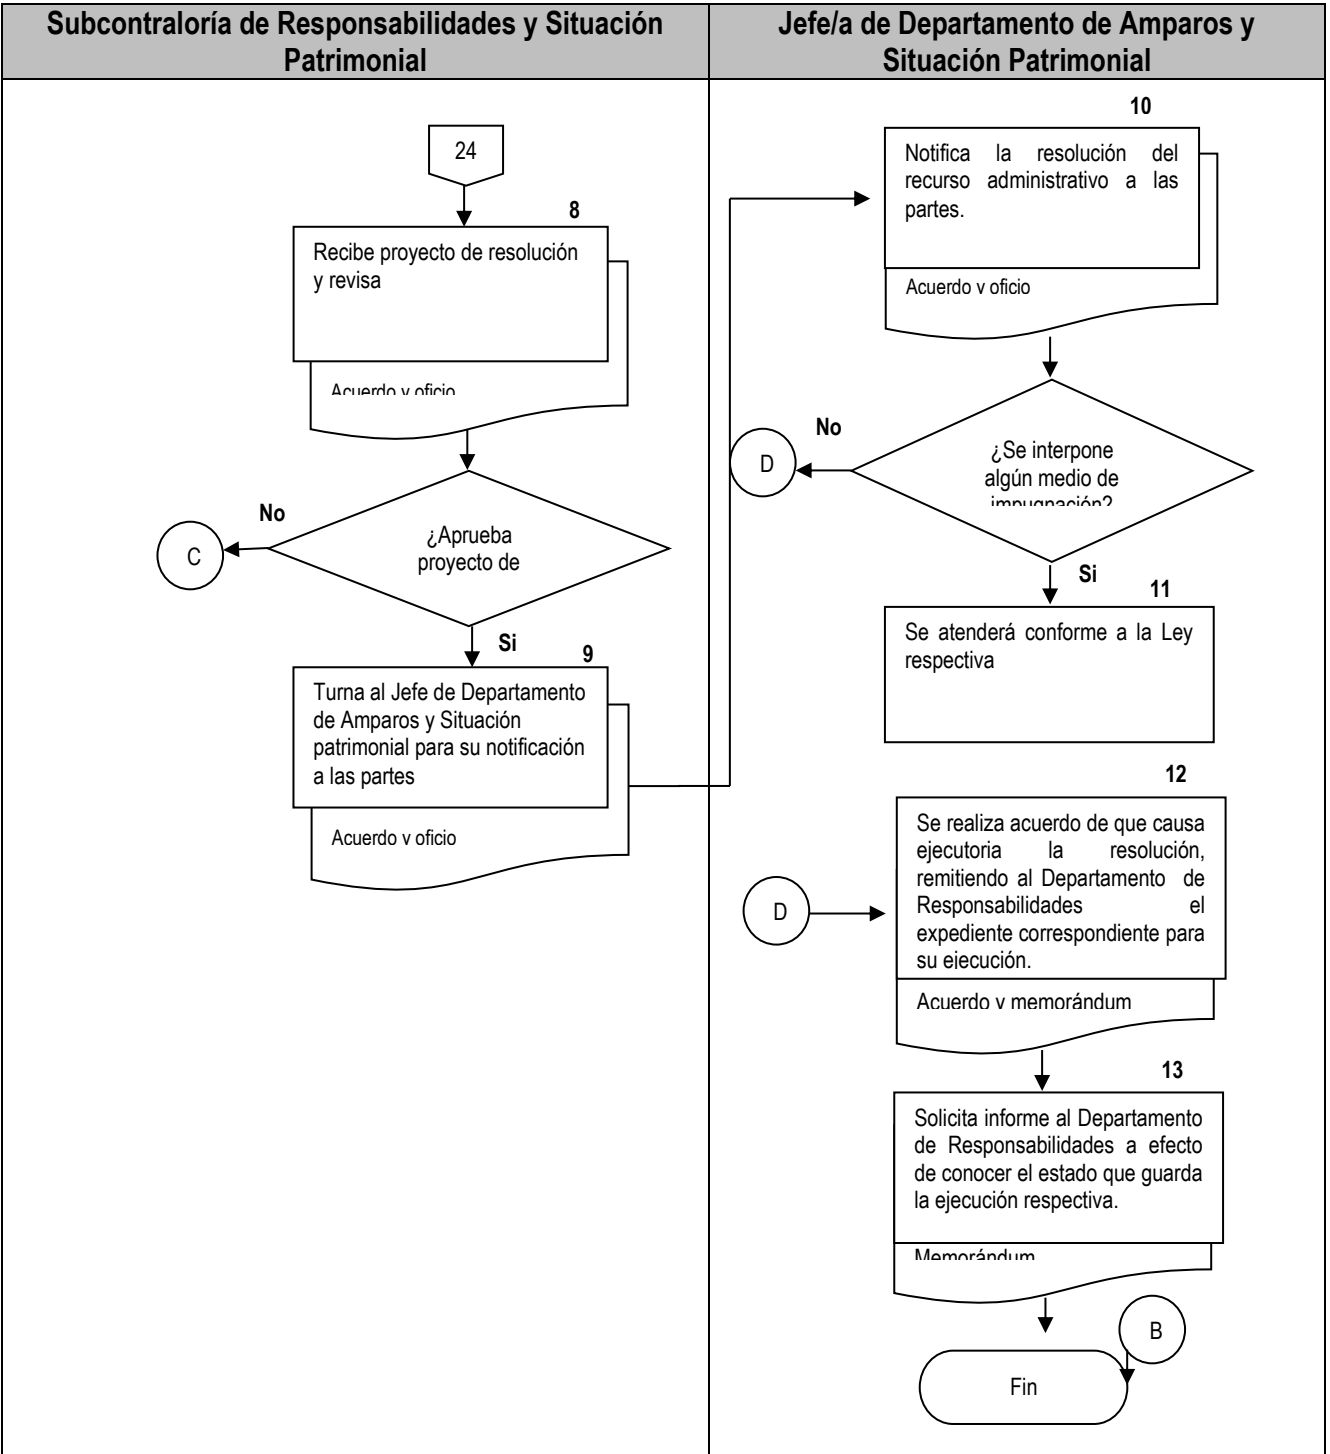 Subcontraloría de Responsabilidades y Situación
Patrimonial
Jefe/a de Departamento de Amparos y
Situación Patrimonial
24
8
Recibe proyecto de resolución
y revisa
Acuerdo y oficio
No
C
¿Aprueba
proyecto de
Si
9
Turna al Jefe de Departamento
de Amparos y Situación
patrimonial para su notificación
a las partes
Acuerdo y oficio
10
Notifica la resolución del
recurso administrativo a las
partes.
Acuerdo y oficio
No
D
¿Se interpone
algún medio de
impugnación?
Si
11
Se atenderá conforme a la Ley
respectiva
12
D
Se realiza acuerdo de que causa
ejecutoria la resolución,
remitiendo al Departamento de
Responsabilidades el
expediente correspondiente para
su ejecución.
Acuerdo y memorándum
13
Solicita informe al Departamento
de Responsabilidades a efecto
de conocer el estado que guarda
la ejecución respectiva.
Memorándum
B
Fin